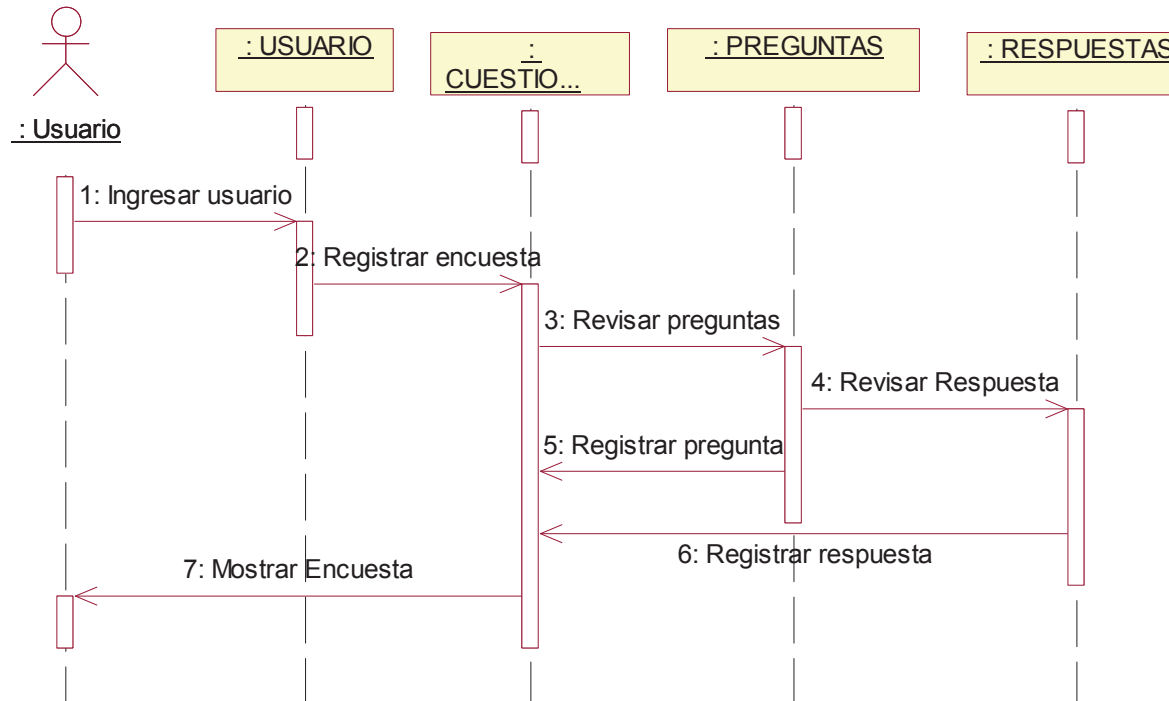 : USUARIO
:
CUESTIO...
: PREGUNTAS
: RESPUESTAS
: Usuario
1: Ingresar usuario
2: Registrar encuesta
3: Revisar preguntas
4: Revisar Respuesta
5: Registrar pregunta
6: Registrar respuesta
7: Mostrar Encuesta